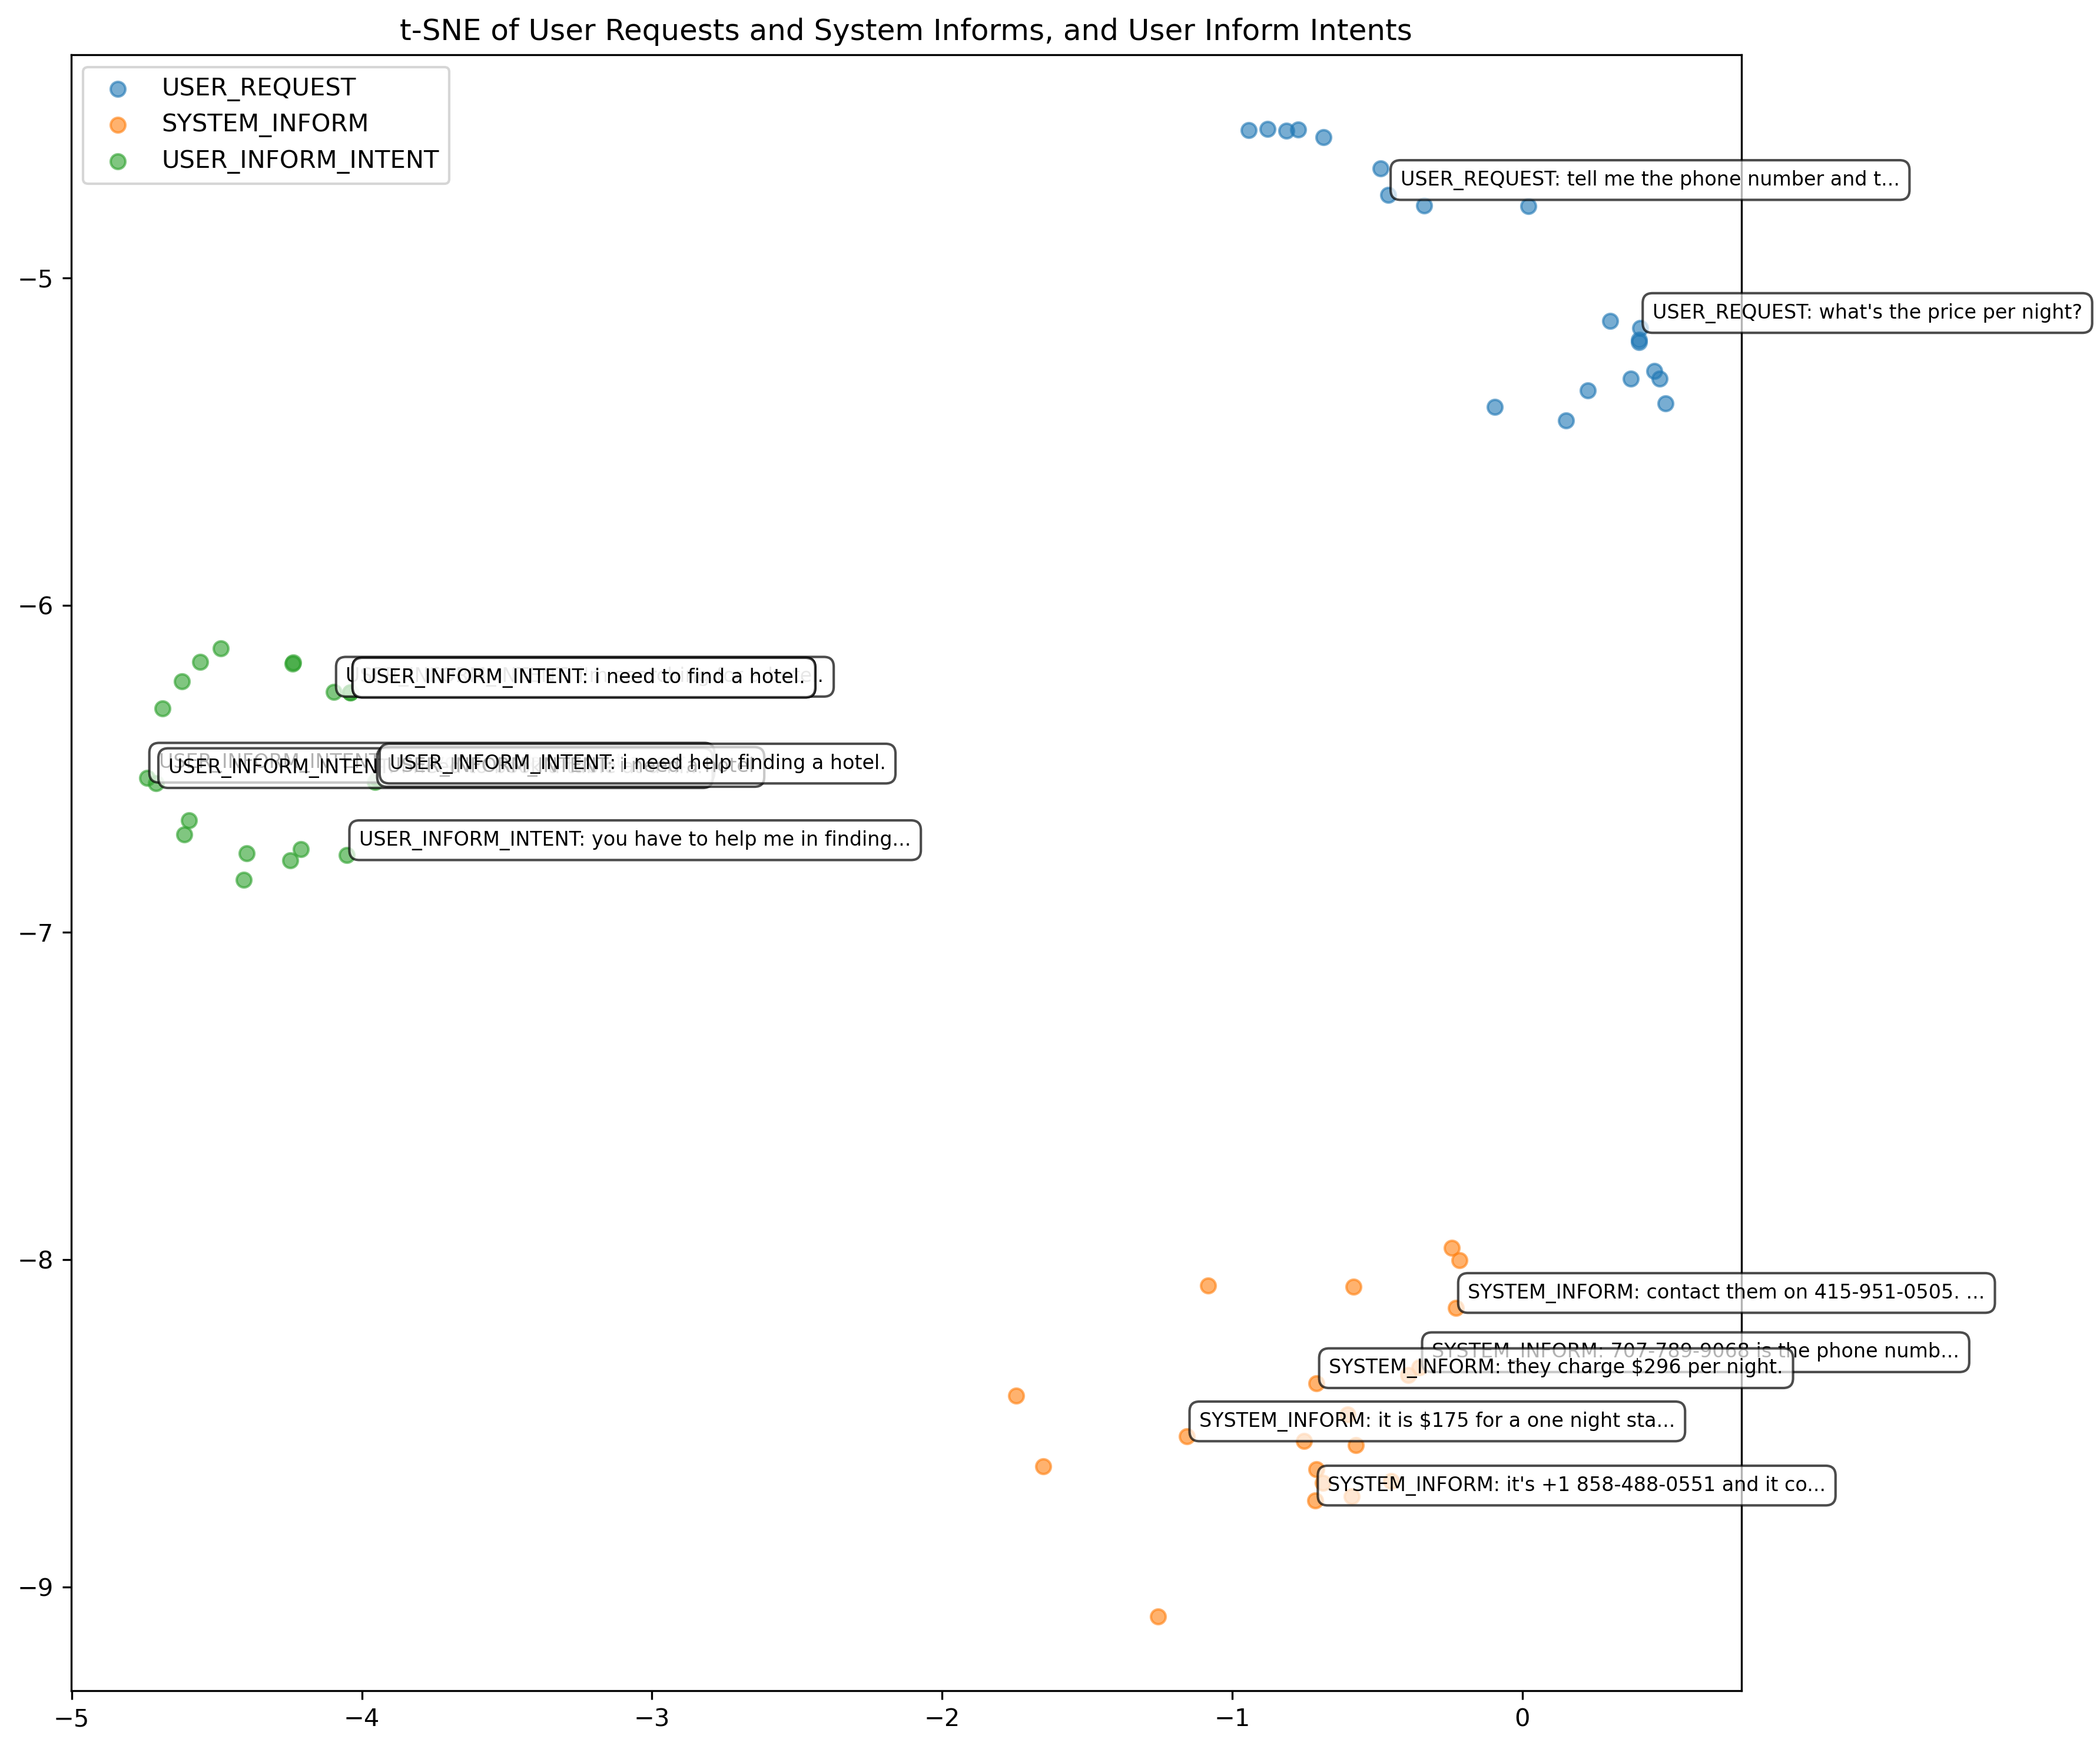 t-SNE of User Requests and System Informs, and User Inform Intents
USER_REQUEST
SYSTEM_INFORM
USER_INFORM_INTENT
USER_REQUEST: tell me the phone number and t...
−5
USER_REQUEST: what's the price per night?
−6
USER_INFORM_INTENT: i need to find a hotel.
USER_INFORM_INTENT
USER_INFORM_INTEN
USER_INFORM_INTENT: i need help finding a hotel.
USER_INFORM_INTENT: you have to help me in finding...
−7
−8
SYSTEM_INFORM: contact them on 415-951-0505. ...
SYSTEM_INFORM: 707-789-9068 is the phone numb...
SYSTEM_INFORM: they charge $296 per night.
SYSTEM_INFORM: it is $175 for a one night sta...
SYSTEM_INFORM: it's +1 858-488-0551 and it co...
−9
−5
−4
−3
−2
−1
0